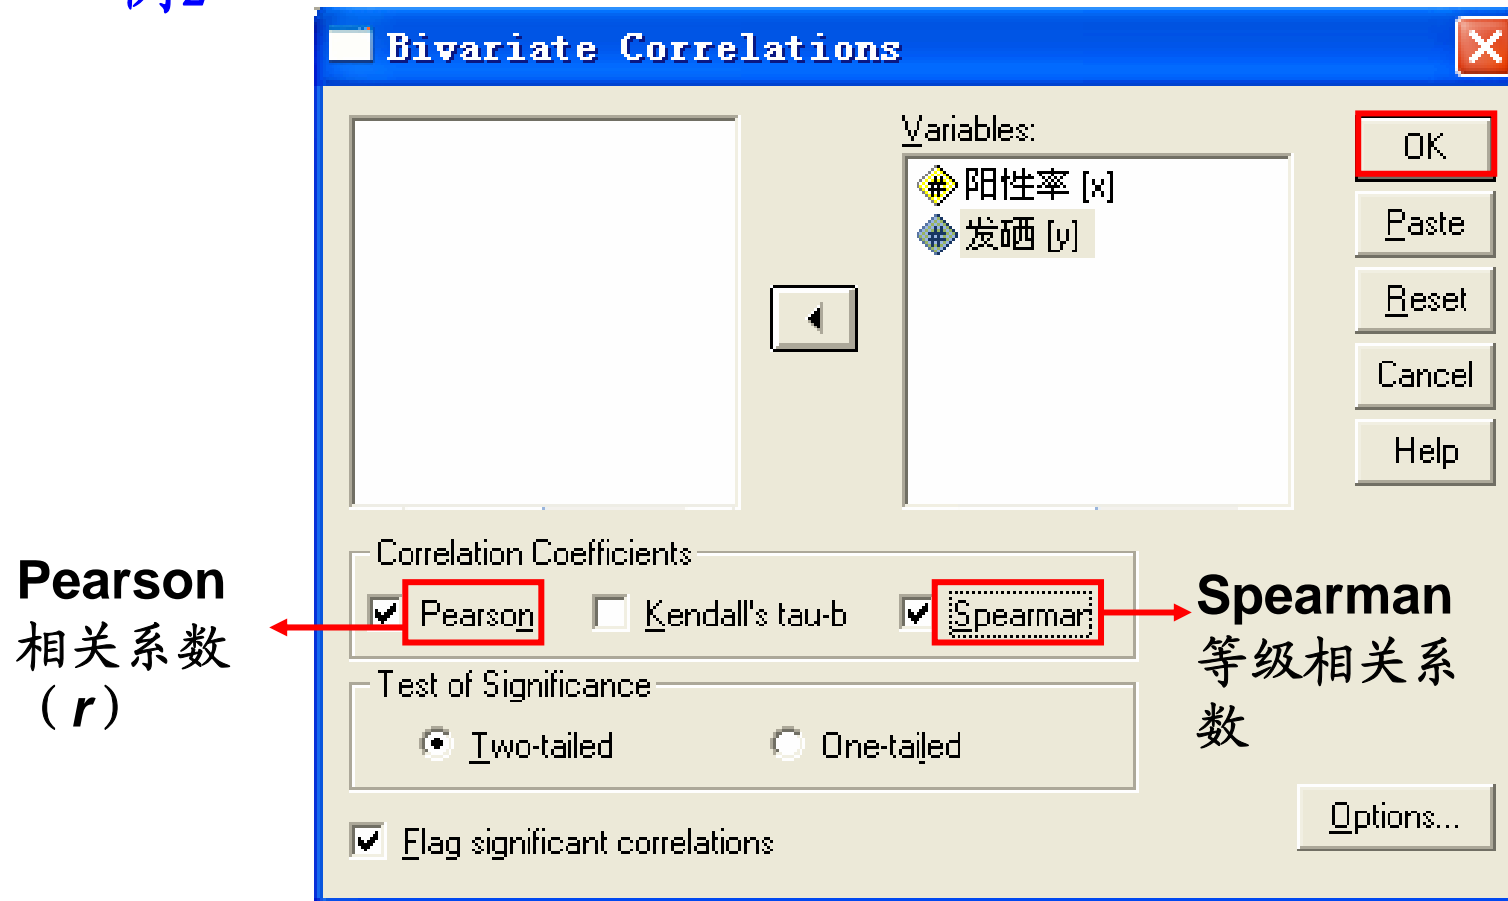 例2
Bivariate Correlations
Variables:
阳性率 [x]
发硒 [y]
OK
Paste
Reset
Cancel
Help
Correlation Coefficients
Pearson
Kendall's tau-b
Spearman
Pearson
相关系数
（r）
Spearman
等级相关系
数
Test of Significance
Two-tailed
One-tailed
Flag significant correlations
Options...